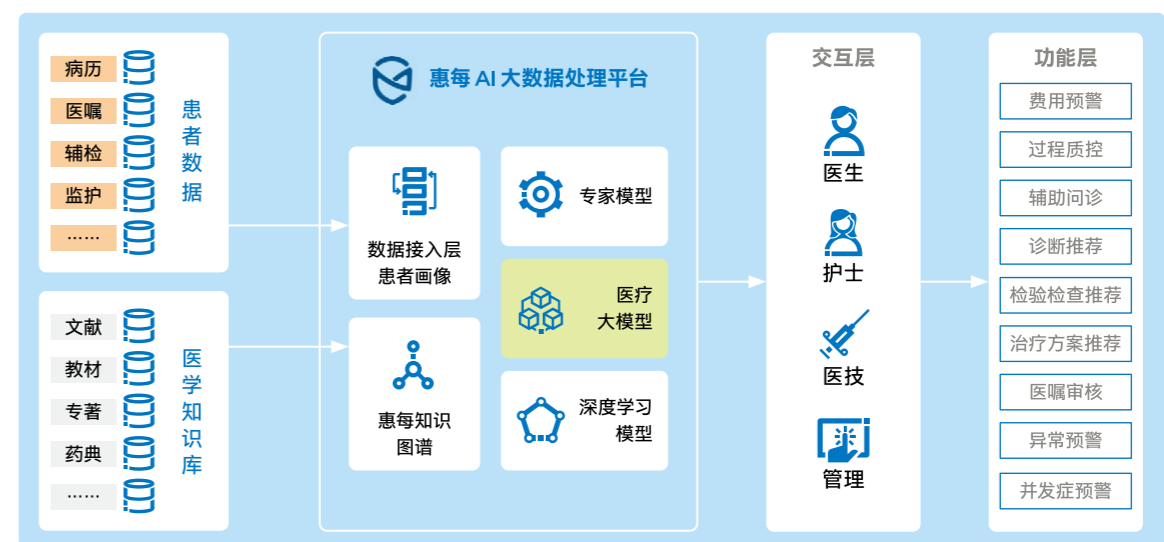 病历
医嘱
辅检
监护
……
患者数据
文献
教材
专著
药典
……
医学知识库
惠每 AI 大数据处理平台
数据接入层
患者画像
惠每知识
图谱
专家模型
医疗
大模型
深度学习
模型
交互层
医生
护士
医技
管理
功能层
费用预警
过程质控
辅助问诊
诊断推荐
检验检查推荐
治疗方案推荐
医嘱审核
异常预警
并发症预警